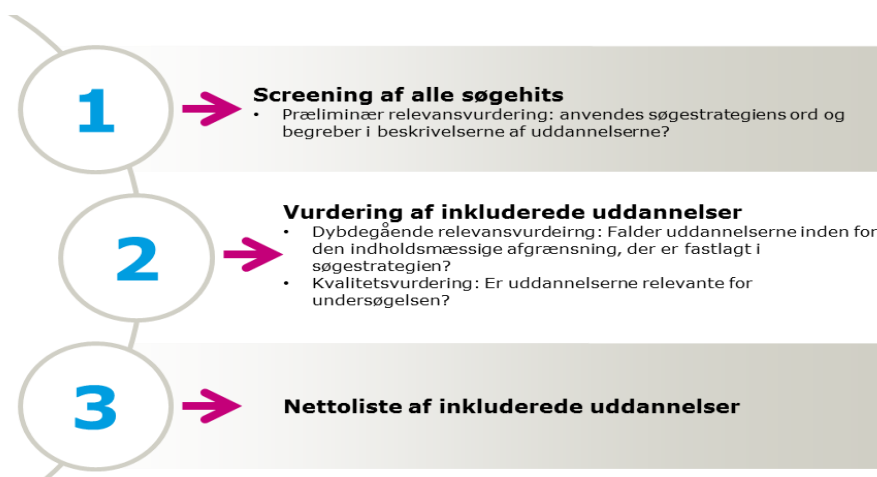 1
Screening af alle søgehits
• Præliminær relevansvurdering: anvendes søgestrategiens ord og
begreber i beskrivelserne af uddannelserne?
2
Vurdering af inkluderede uddannelser
• Dybdegående relevansvurdeirng: Falder uddannelserne inden for
den indholdsmæssige afgrænsning, der er fastlagt i
søgestrategien?
• Kvalitetsvurdering: Er uddannelserne relevante for
undersøgelsen?
3
Nettoliste af inkluderede uddannelser